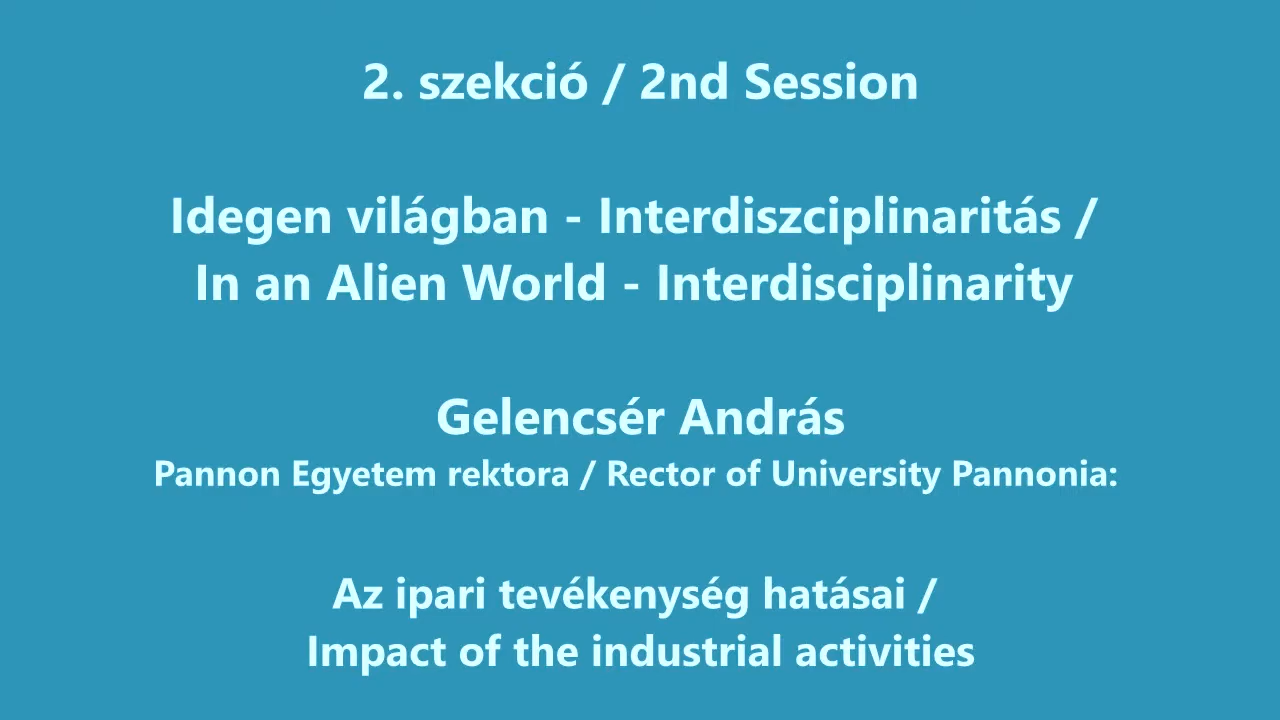 2. szekció / 2nd Session
Idegen világban - Interdiszciplinaritás /
In an Alien World - Interdisciplinarity
Gelencsér András
Pannon Egyetem rektora / Rector of University Pannonia:
Az ipari tevékenység hatásai /
Impact of the industrial activities